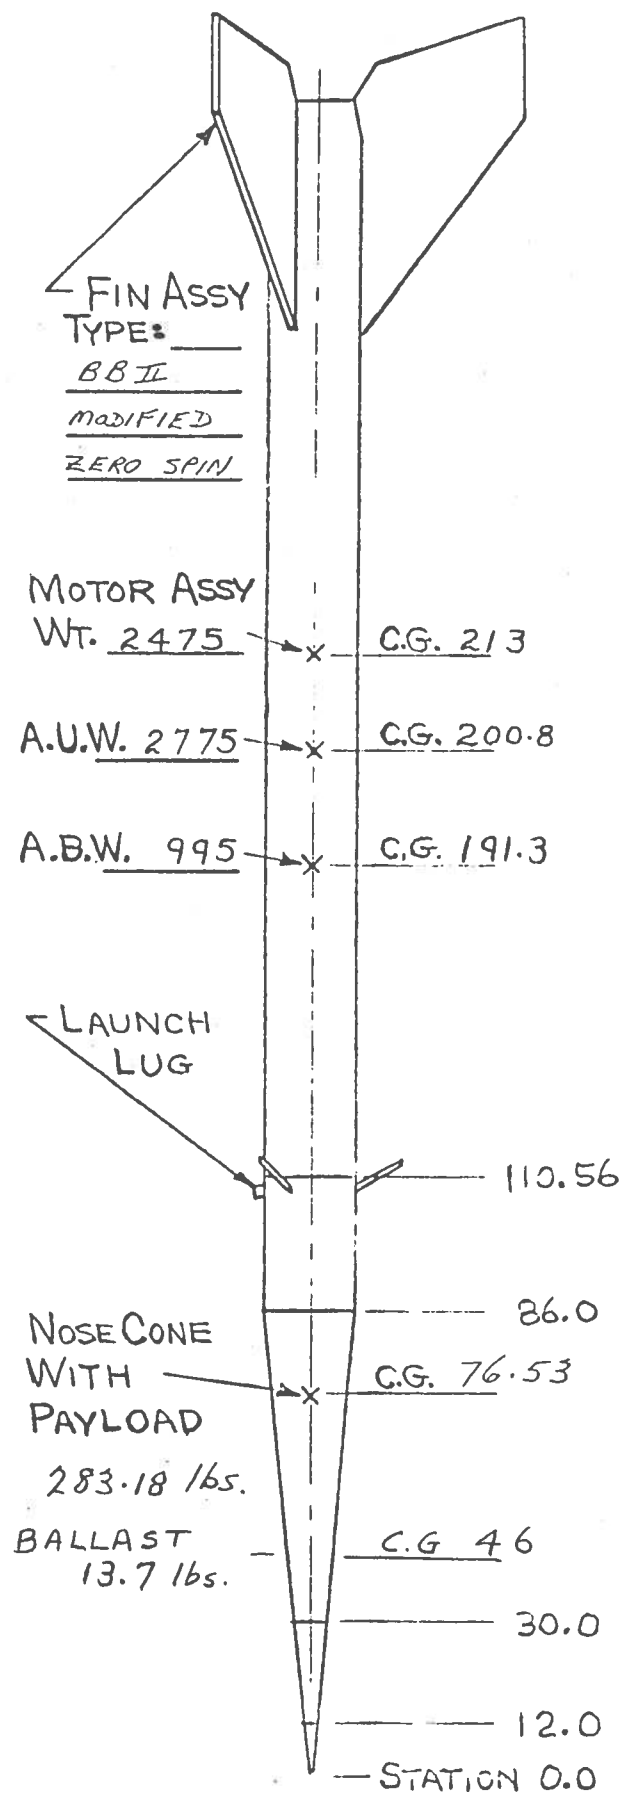 FIN ASSY
TYPE:
BB II
MODIFIED
ZERO SPIN
MOTOR ASSY
WT. 2475 C.G. 213
A.U.W. 2775 C.G. 200.8
A.B.W. 995 C.G. 191.3
LAUNCH
LUG
110.56
86.0
NOSE CONE
WITH
PAYLOAD
C.G. 76.53
283.18 lbs.
BALLAST
13.7 lbs.
C.G 46
30.0
12.0
STATION 0.0